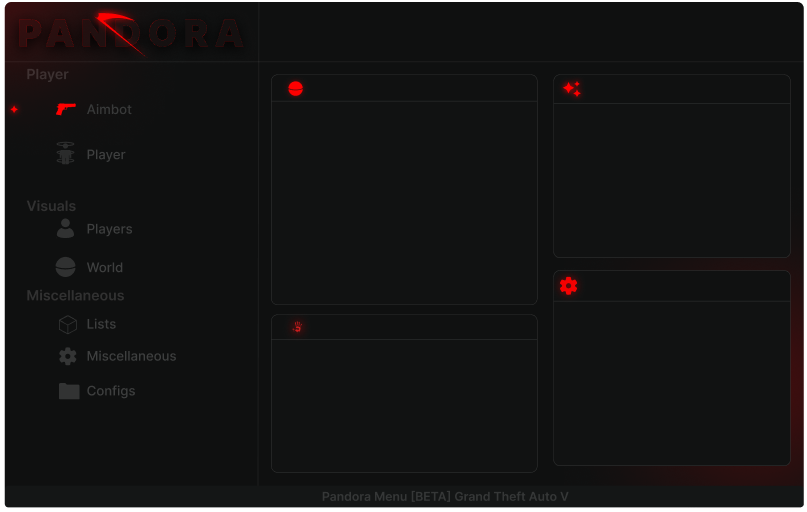 PANDORA
Player
Aimbot
Player
Visuals
Players
World
Miscellaneous
Lists
Miscellaneous
Configs
Pandora Menu [BETA] Grand Theft Auto V